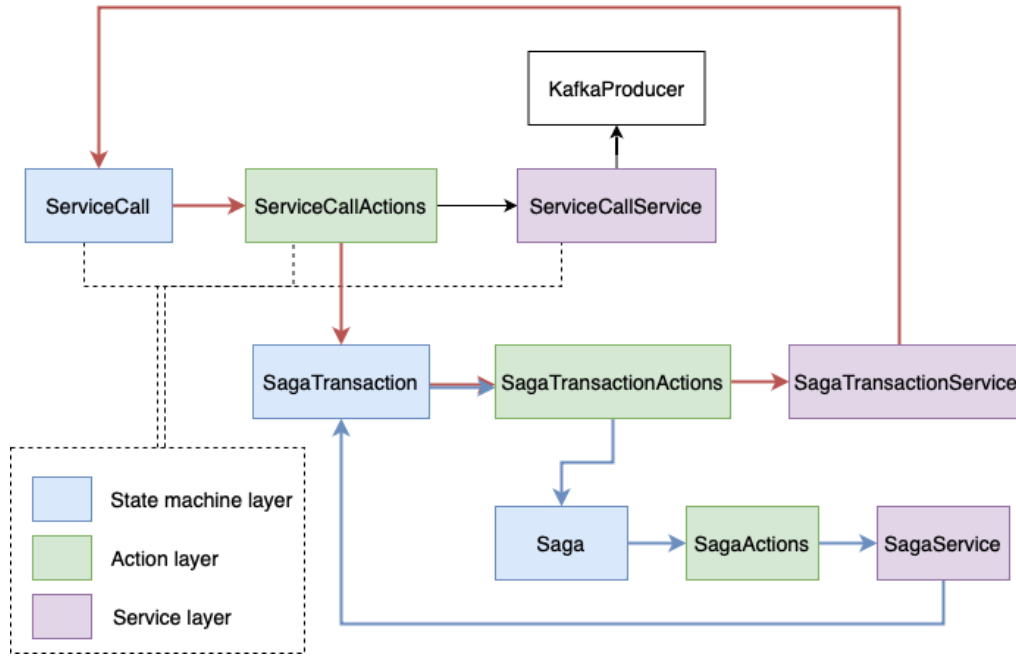 KafkaProducer
ServiceCall
ServiceCallActions
ServiceCallService
SagaTransaction
SagaTransactionActions
SagaTransactionService
State machine layer
Saga
SagaActions
SagaService
Action layer
Service layer